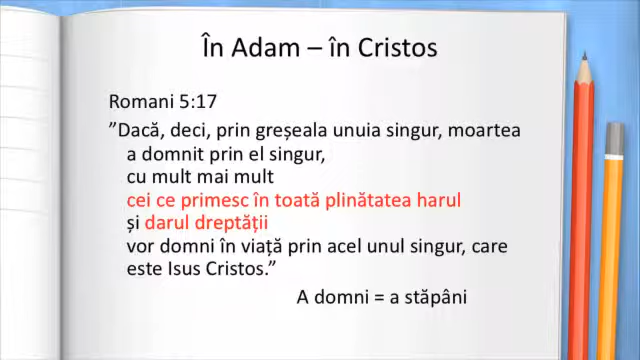 În Adam – în Cristos
Romani 5:17
”Dacă, deci, prin greșeala unuia singur, moartea
a domnit prin el singur,
cu mult mai mult
cei ce primesc în toată plinătatea harul
și darul dreptății
vor domni în viață prin acel unul singur, care
este Isus Cristos.”
A domni = a stăpâni